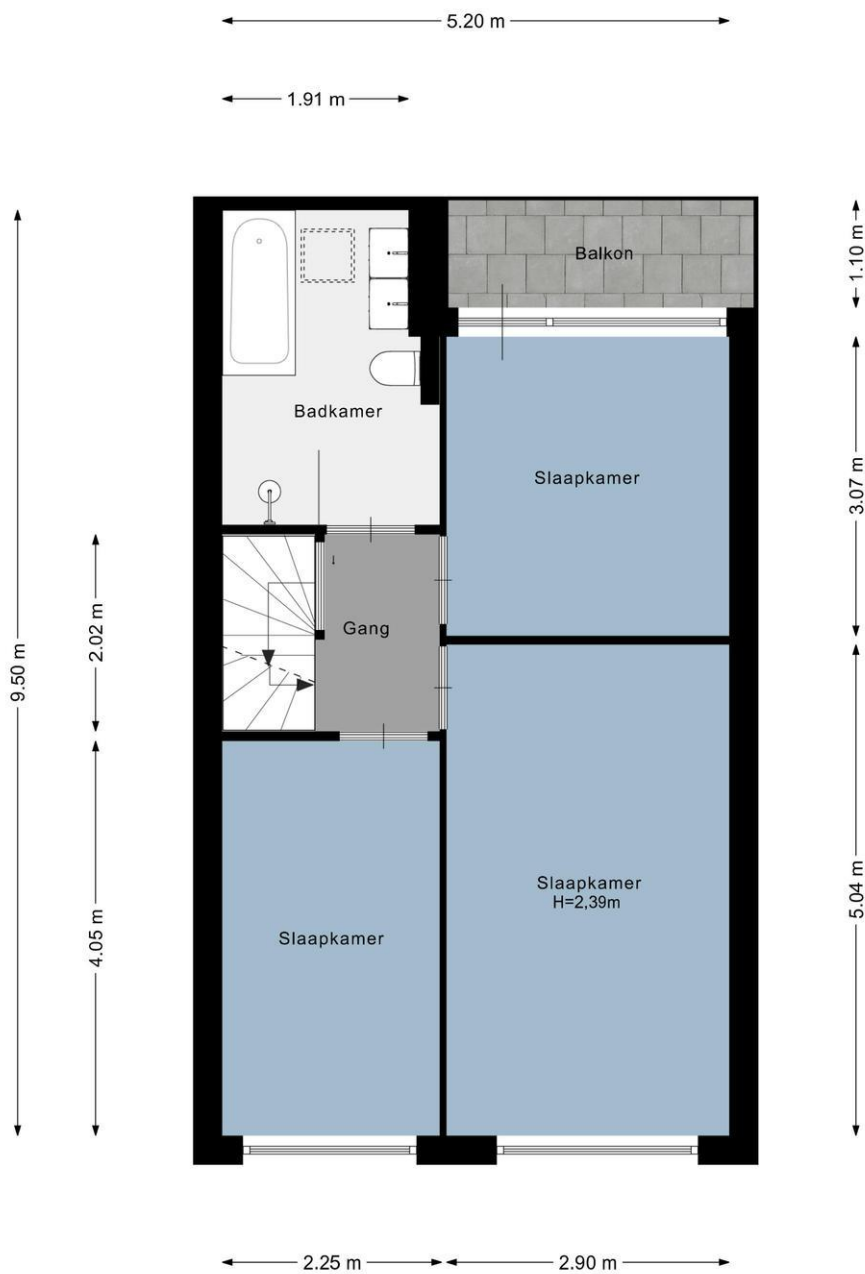 5.20 m
1.91 m
Balkon
1.10 m
Badkamer
Slaapkamer
3.07 m
9.50 m
2.02 m
Gang
Slaapkamer
H=2,39m
5.04 m
4.05 m
Slaapkamer
2.25 m
2.90 m